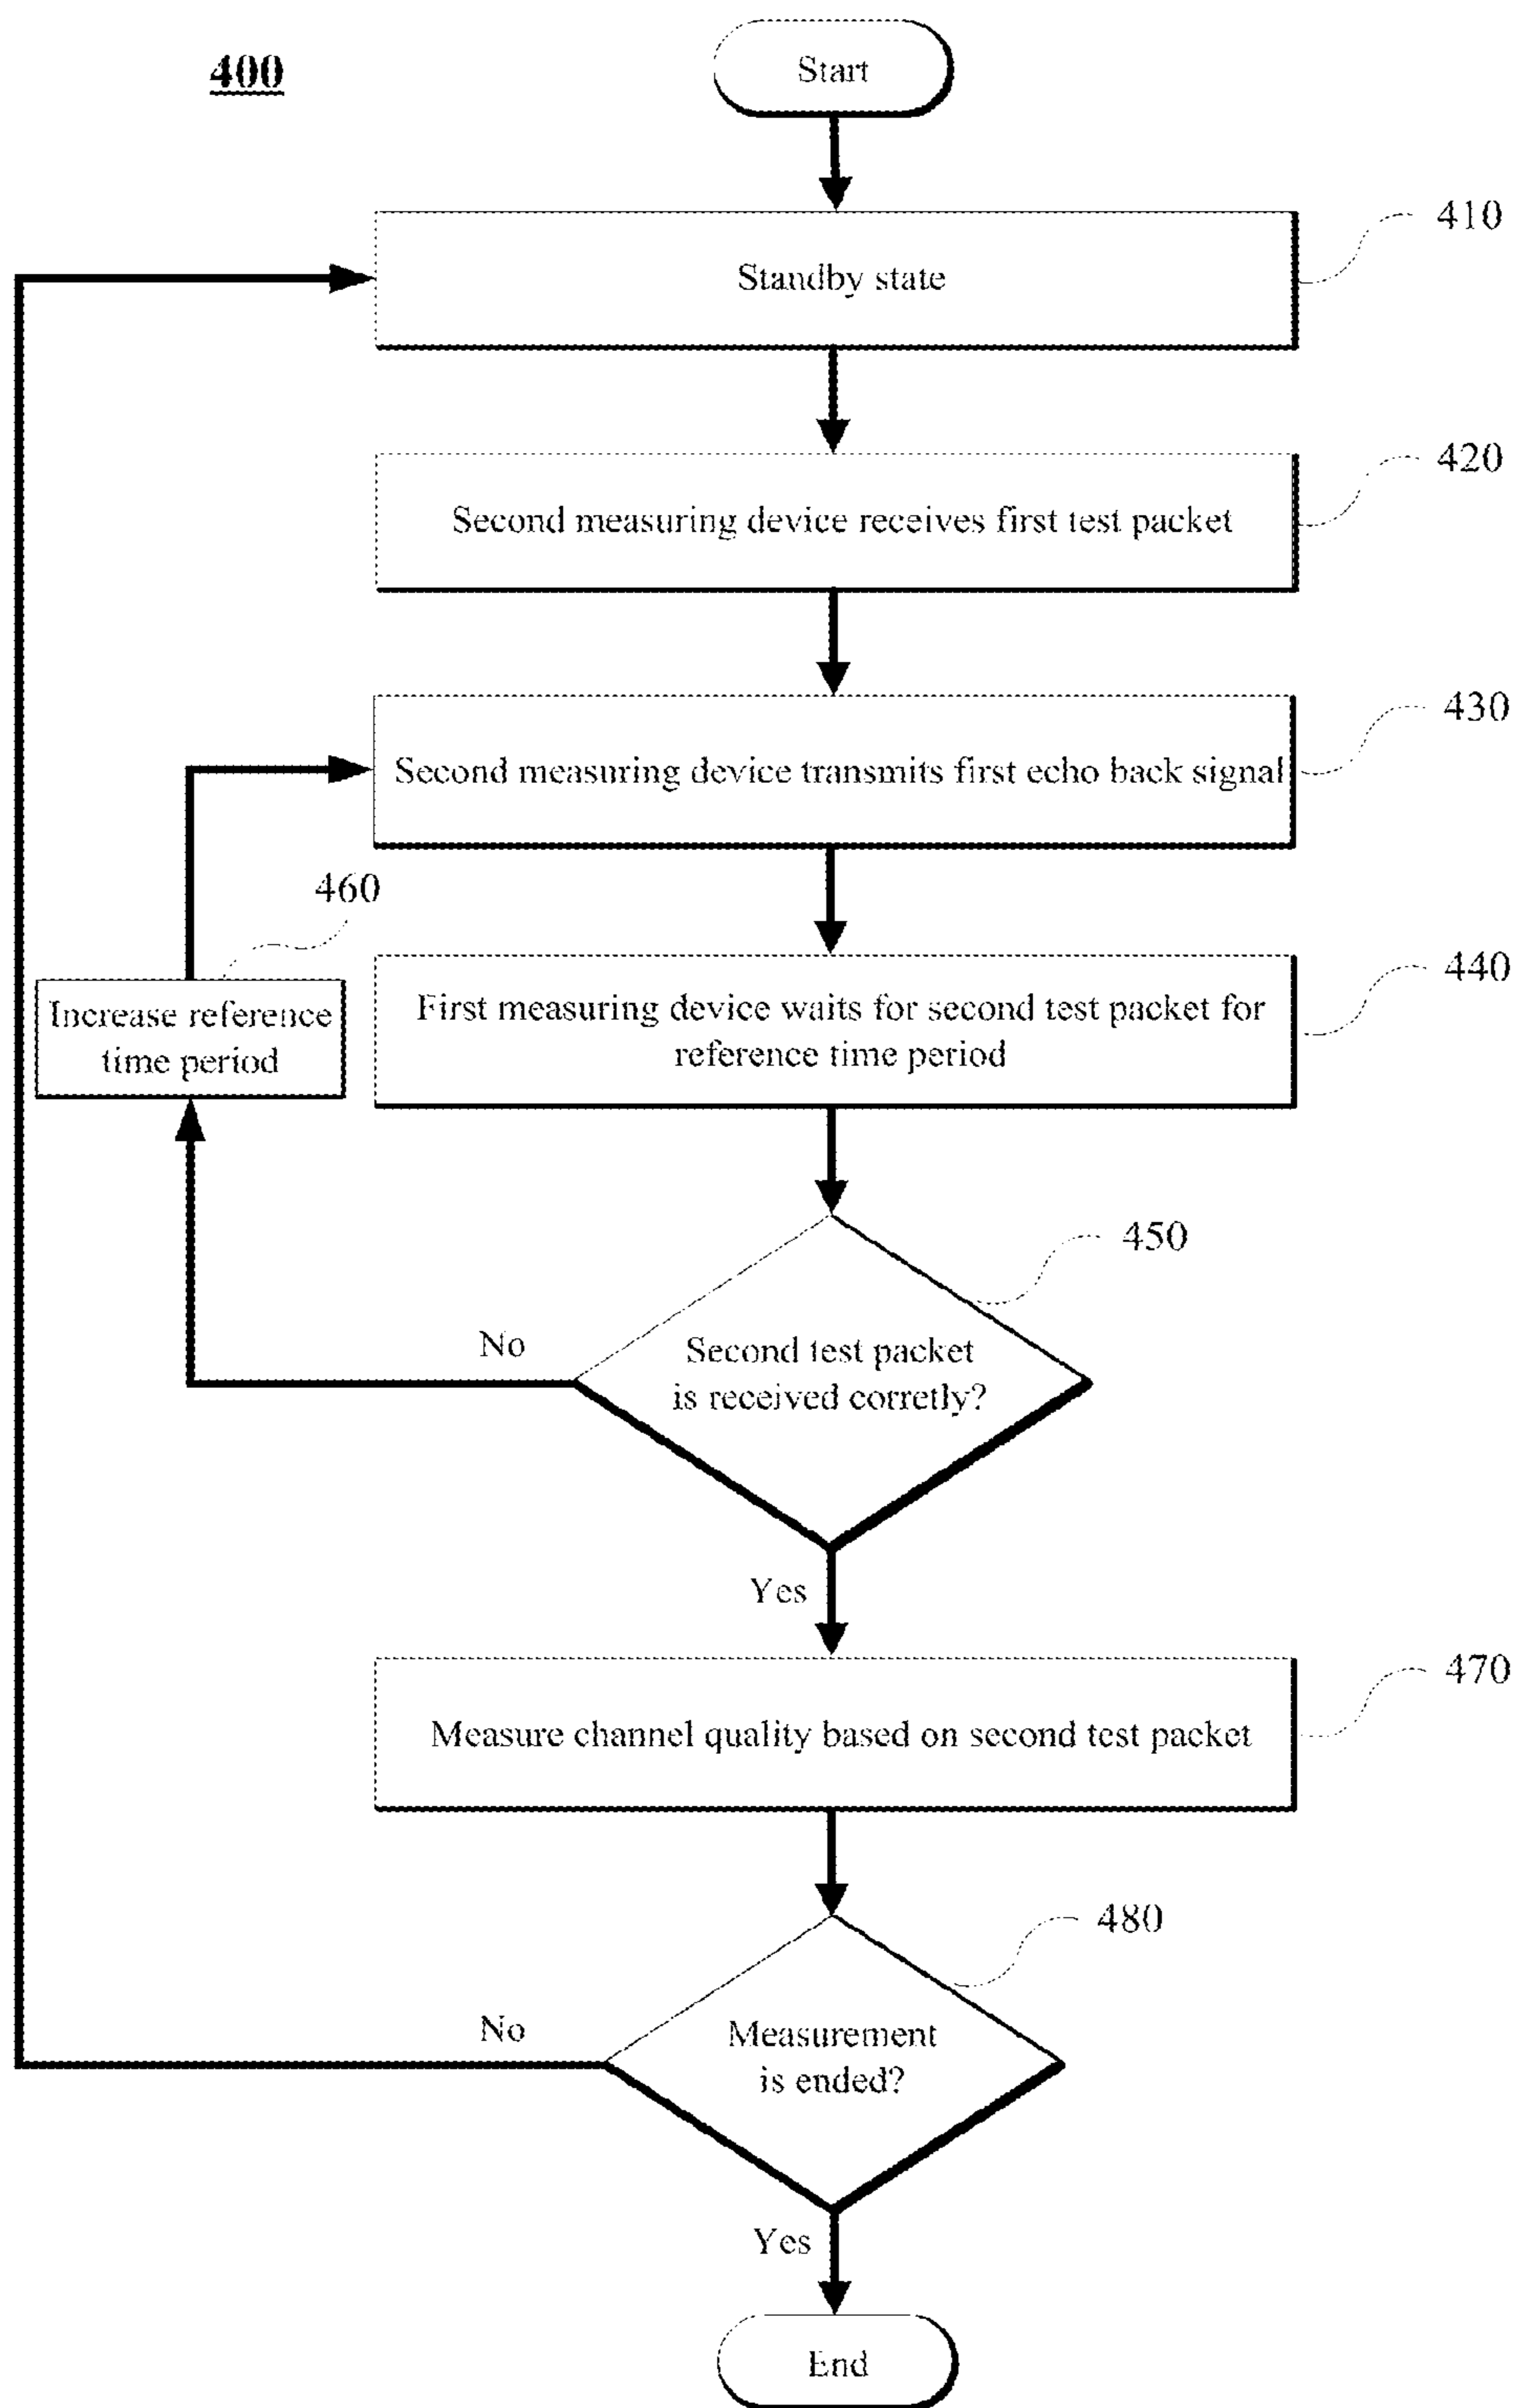 400
Start
410
Standby state
420
Second measuring device receives first test packet
430
Second measuring device transmits first echo back signal
460
Increase reference
time period
440
First measuring device waits for second test packet for
reference time period
450
No
Second test packet
is received corretly?
Yes
470
Measure channel quality based on second test packet
480
No
Measurement
is ended?
Yes
End